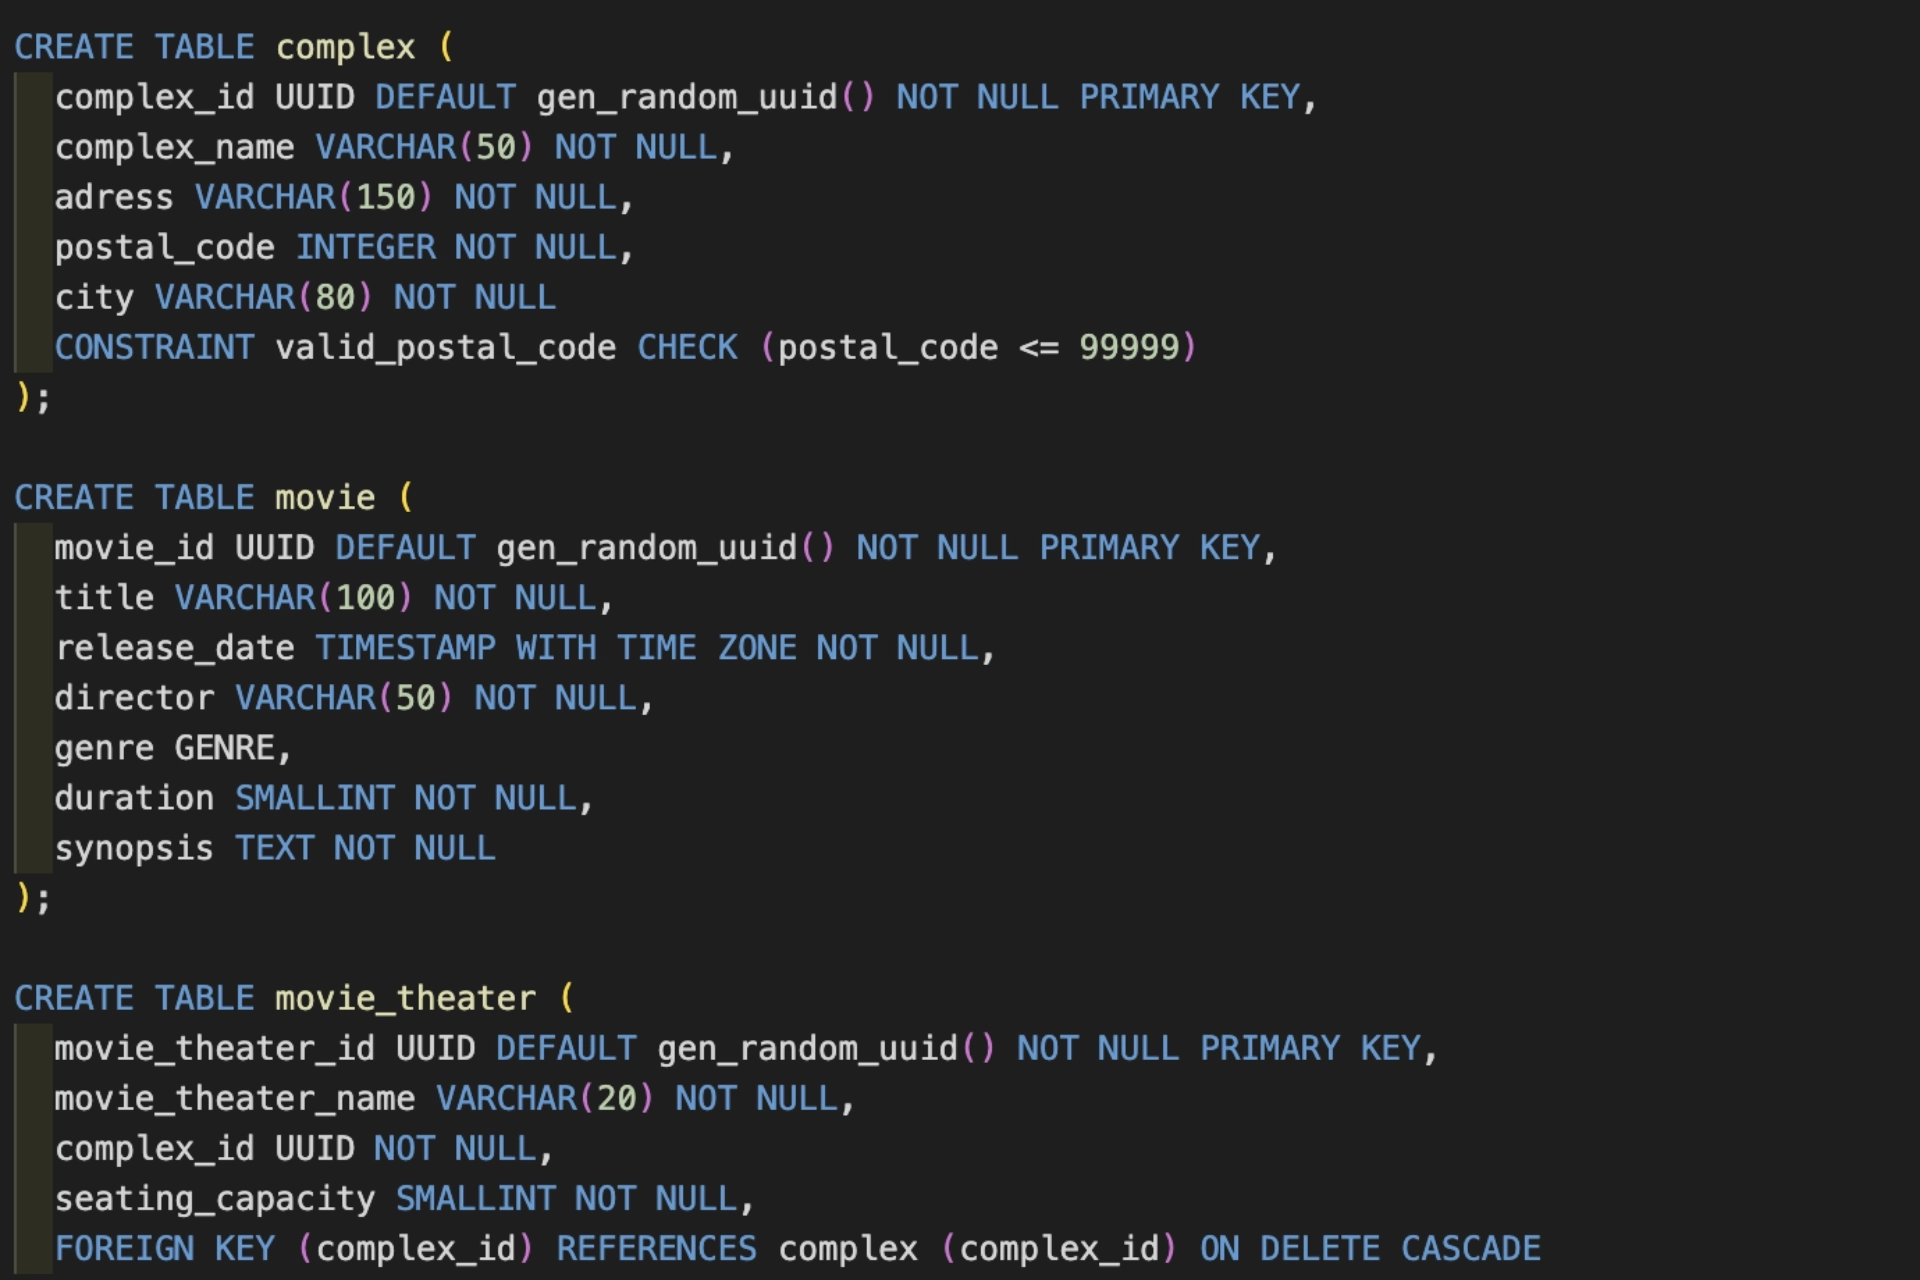 CREATE TABLE complex (
complex_id UUID DEFAULT gen_random_uuid() NOT NULL PRIMARY KEY,
complex_name VARCHAR(50) NOT NULL,
adress VARCHAR(150) NOT NULL,
postal_code INTEGER NOT NULL,
city VARCHAR(80) NOT NULL
CONSTRAINT valid_postal_code CHECK (postal_code <= 99999)
);
CREATE TABLE movie (
movie_id UUID DEFAULT gen_random_uuid() NOT NULL PRIMARY KEY,
title VARCHAR(100) NOT NULL,
release_date TIMESTAMP WITH TIME ZONE NOT NULL,
director VARCHAR(50) NOT NULL,
genre GENRE,
duration SMALLINT NOT NULL,
synopsis TEXT NOT NULL
);
CREATE TABLE movie_theater (
movie_theater_id UUID DEFAULT gen_random_uuid() NOT NULL PRIMARY KEY,
movie_theater_name VARCHAR(20) NOT NULL,
complex_id UUID NOT NULL,
seating_capacity SMALLINT NOT NULL,
FOREIGN KEY (complex_id) REFERENCES complex (complex_id) ON DELETE CASCADE